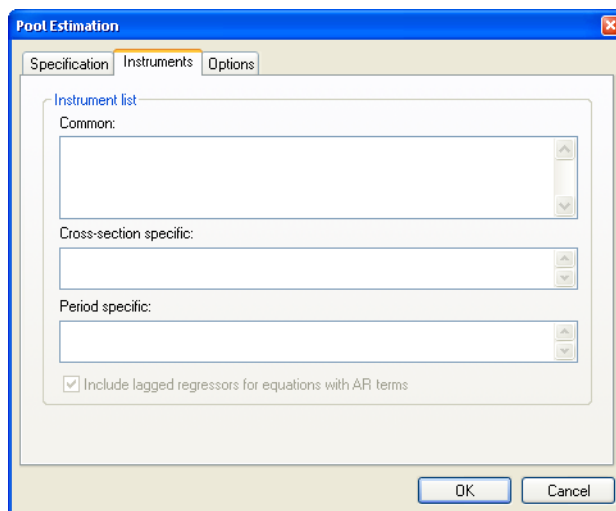 Pool Estimation
Specification Instruments Options
Instrument list
Common:
Cross-section specific:
Period specific:
Include lagged regressors for equations with AR terms
OK Cancel